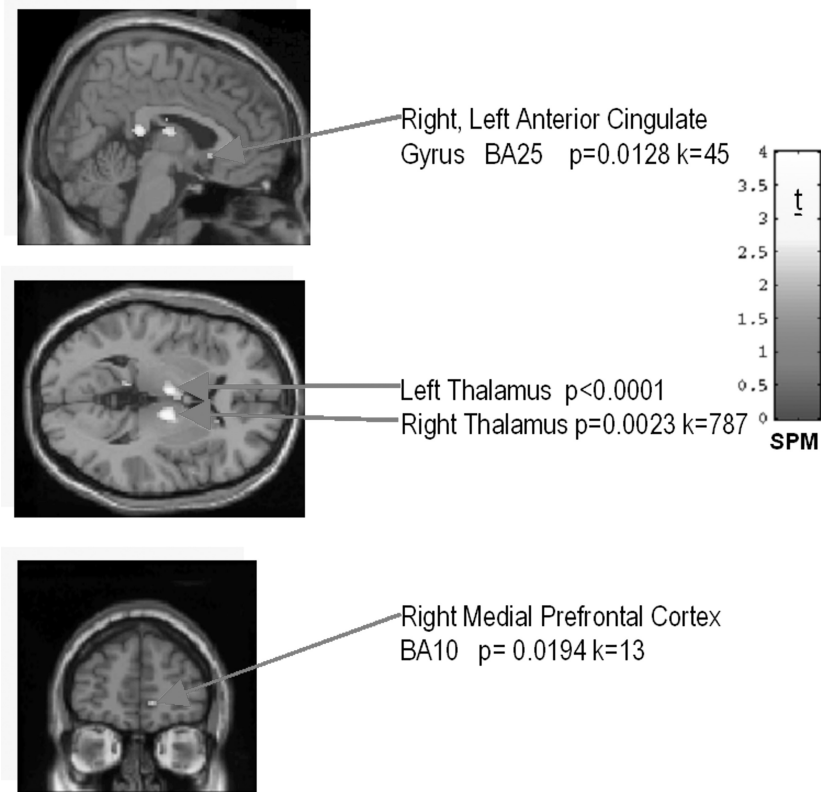 Right, Left Anterior Cingulate
Gyrus BA25 p=0.0128 k=45
4
3.5
t
3
2.5
2
1.5
1
0.5
0
SPM
Left Thalamus p<0.0001
Right Thalamus p=0.0023 k=787
Right Medial Prefrontal Cortex
BA10 p= 0.0194 k=13